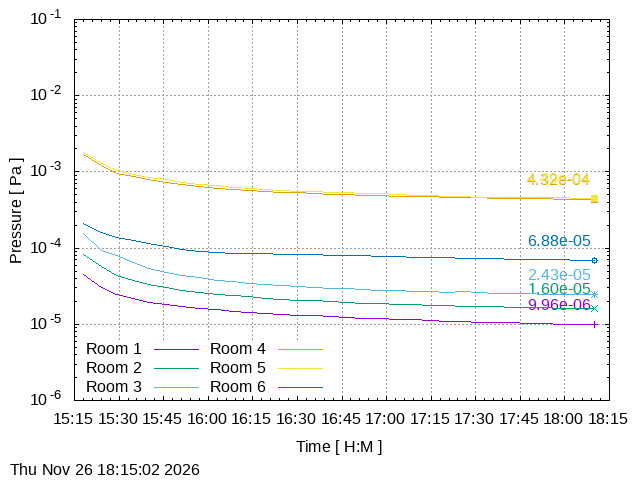 10-1
10-2
10-3
10-4
10-5
10-6
Pressure [ Pa ]
6.88e-05
2.43e-05
1.60e-05
9.96e-06
Room 1
Room 2
Room 3
Room 4
Room 5
Room 6
15:15 15:30 15:45 16:00 16:15 16:30 16:45 17:00 17:15 17:30 17:45 18:00 18:15
Time [ H:M ]
Thu Nov 26 18:15:02 2026